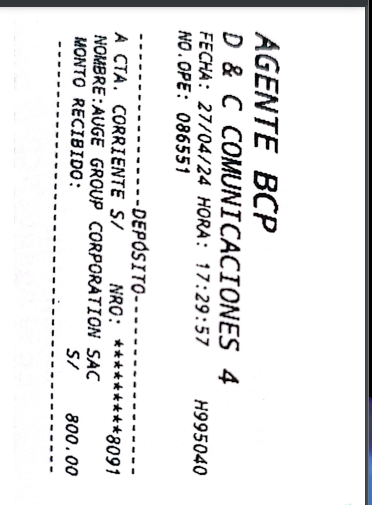 AGENTE BCP
D & C COMUNICACIONES 4
FECHA: 27/04/24 HORA: 17:29:57 H995040
NO.OPE: 086551
---------------DEPÓSITO---------------
A CTA. CORRIENTE S/ NRO: *********8091
NOMBRE:AUGE GROUP CORPORATION SAC
MONTO RECIBIDO: S/ 800.00
--------------------------------------